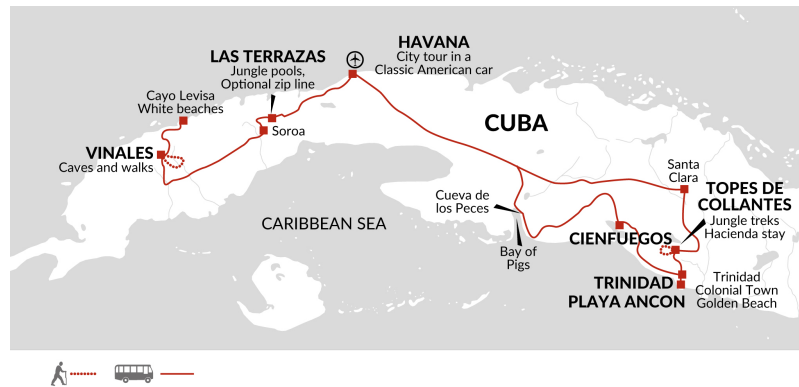 HAVANA
City tour in a
Classic American car
LAS TERRAZAS
Jungle pools,
Optional zip line
Cayo Levisa
White beaches
Soroa
CUBA
VINALES
Caves and walks
Santa
Clara
TOPES DE
COLLANTES
Jungle treks
Hacienda stay
Cueva de
los Peces
CARIBBEAN SEA
CIENFUEGOS
Bay of
Pigs
TRINIDAD
PLAYA ANCON
Trinidad
Colonial Town
Golden Beach